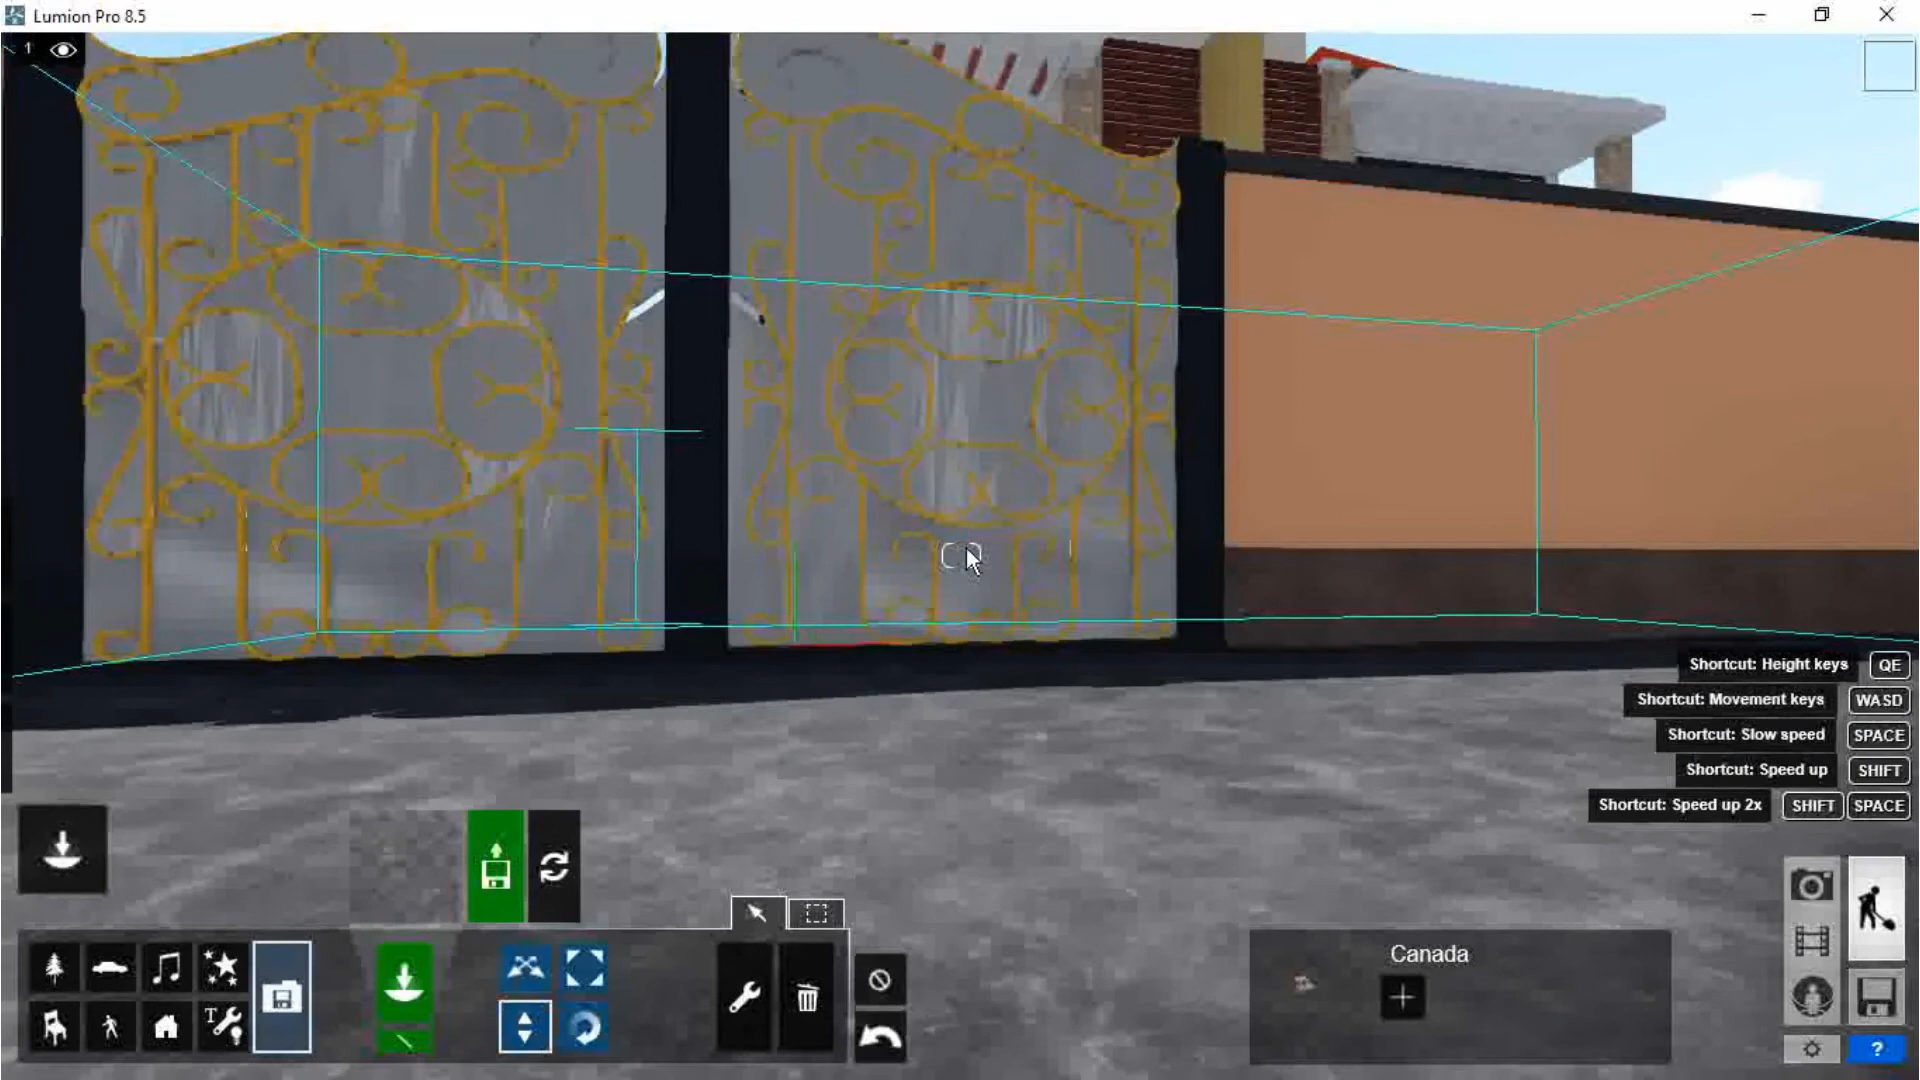 Lumion Pro 8.5
1
Shortcut: Height keys QE
Shortcut: Movement keys WASD
Shortcut: Slow speed SPACE
Shortcut: Speed up SHIFT
Shortcut: Speed up 2x SHIFT SPACE
Canada
+
T
?